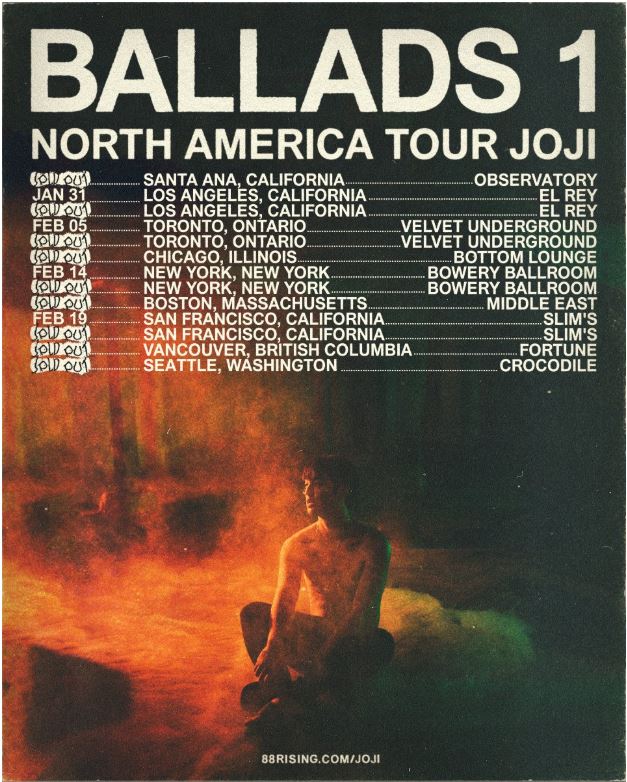 BALLADS 1
NORTH AMERICA TOUR JOJI
SOLD OUT SANTA ANA, CALIFORNIA OBSERVATORY
JAN 31 LOS ANGELES, CALIFORNIA EL REY
SOLD OUT LOS ANGELES, CALIFORNIA EL REY
FEB 05 TORONTO, ONTARIO VELVET UNDERGROUND
SOLD OUT TORONTO, ONTARIO VELVET UNDERGROUND
SOLD OUT CHICAGO, ILLINOIS BOTTOM LOUNGE
FEB 14 NEW YORK, NEW YORK BOWERY BALLROOM
SOLD OUT NEW YORK, NEW YORK BOWERY BALLROOM
SOLD OUT BOSTON, MASSACHUSETTS MIDDLE EAST
FEB 19 SAN FRANCISCO, CALIFORNIA SLIM'S
SOLD OUT SAN FRANCISCO, CALIFORNIA SLIM'S
SOLD OUT VANCOUVER, BRITISH COLUMBIA FORTUNE
SOLD OUT SEATTLE, WASHINGTON CROCODILE
88RISING.COM/JOJI